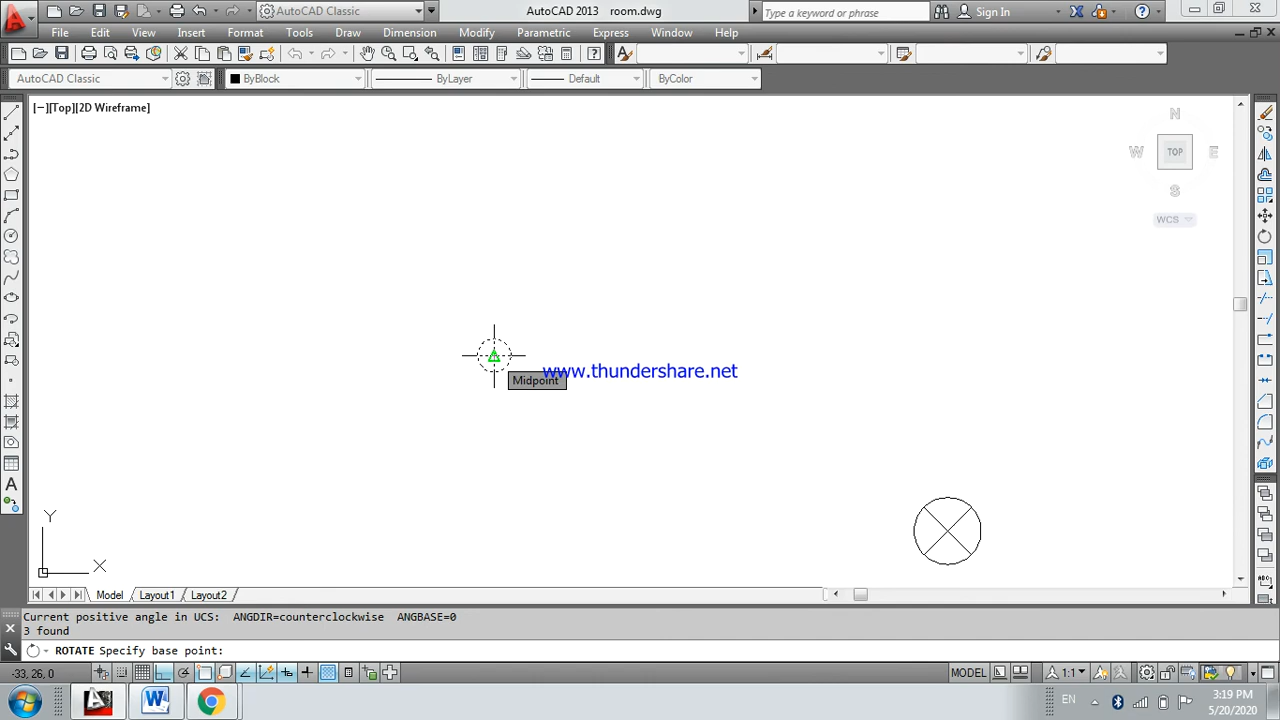 AutoCAD Classic
AutoCAD 2013 room.dwg
Type a keyword or phrase
Sign In
File Edit View Insert Format Tools Draw Dimension Modify Parametric Express Window Help
AutoCAD Classic
ByBlock
ByLayer
Default
ByColor
[−][Top][2D Wireframe]
N
W TOP E
S
WCS
www.thundershare.net
Midpoint
Y
X
Model Layout1 Layout2
Current positive angle in UCS: ANGDIR=counterclockwise ANGBASE=0
3 found
ROTATE Specify base point:
-33, 26, 0
MODEL
1:1
EN
3:19 PM
5/20/2020